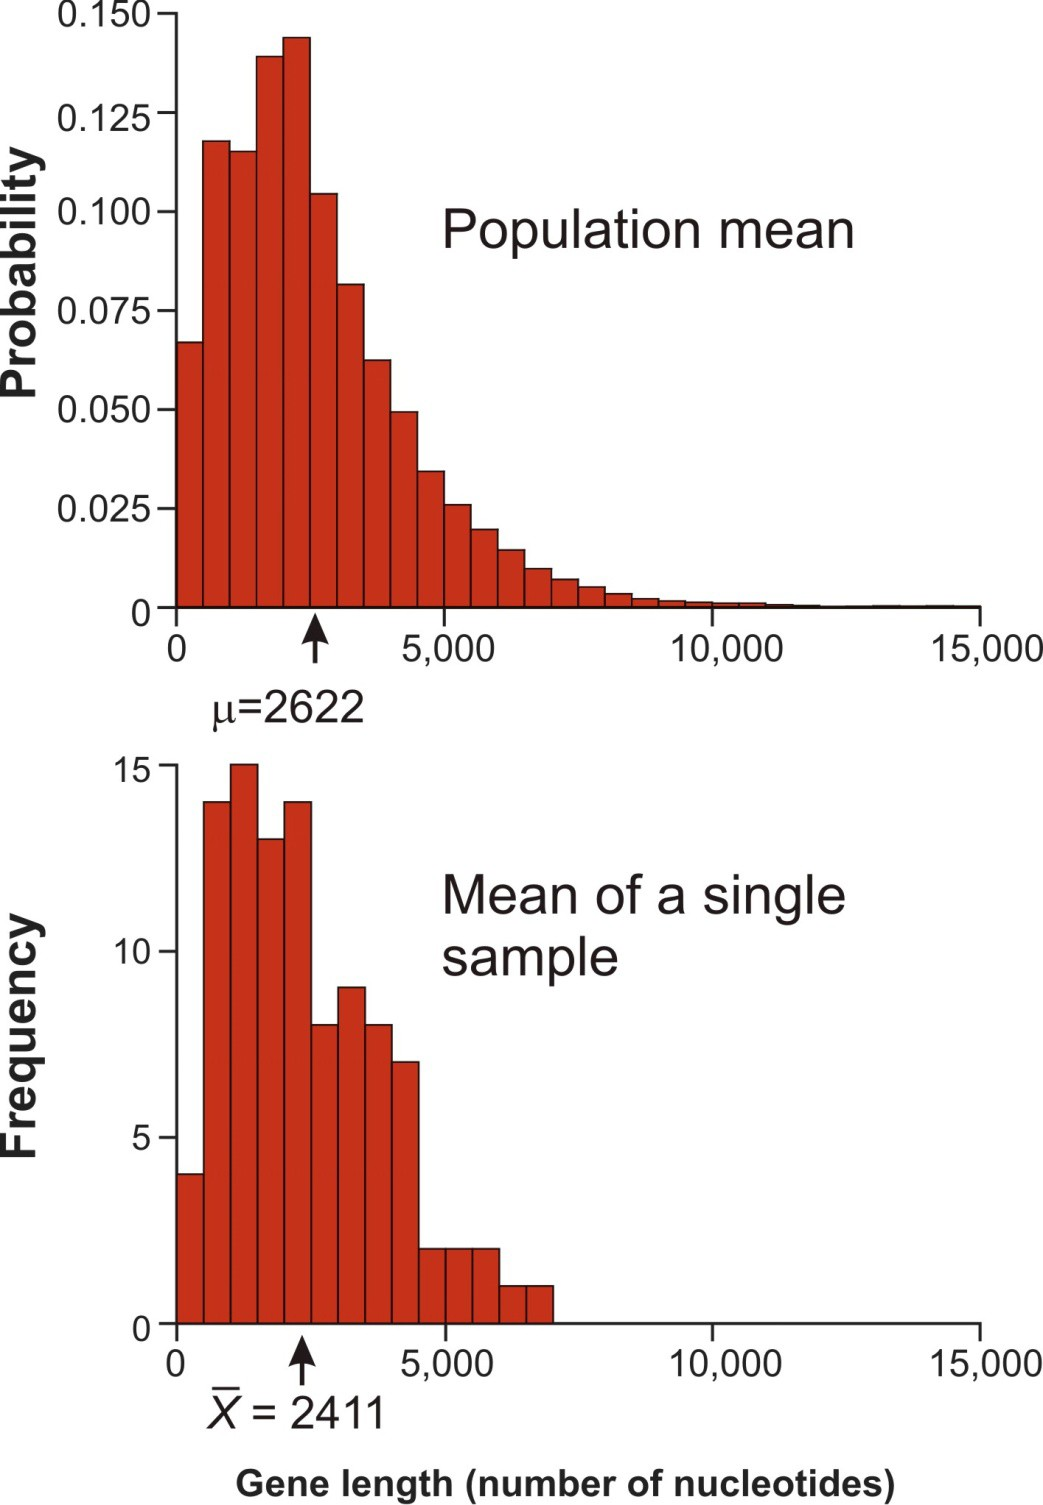 0.150
0.125
0.100
0.075
0.050
0.025
0
Probability
Population mean
0
5,000
10,000
15,000
μ=2622
15
10
5
0
Frequency
Mean of a single
sample
0
5,000
10,000
15,000
X̅ = 2411
Gene length (number of nucleotides)